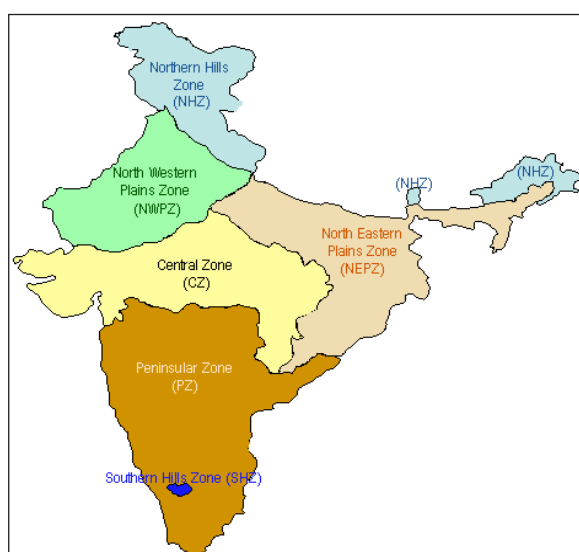 Northern Hills
Zone
(NHZ)
North Western
Plains Zone
(NWPZ)
(NHZ)
(NHZ)
North Eastern
Plains Zone
(NEPZ)
Central Zone
(CZ)
Peninsular Zone
(PZ)
Southern Hills Zone (SHZ)